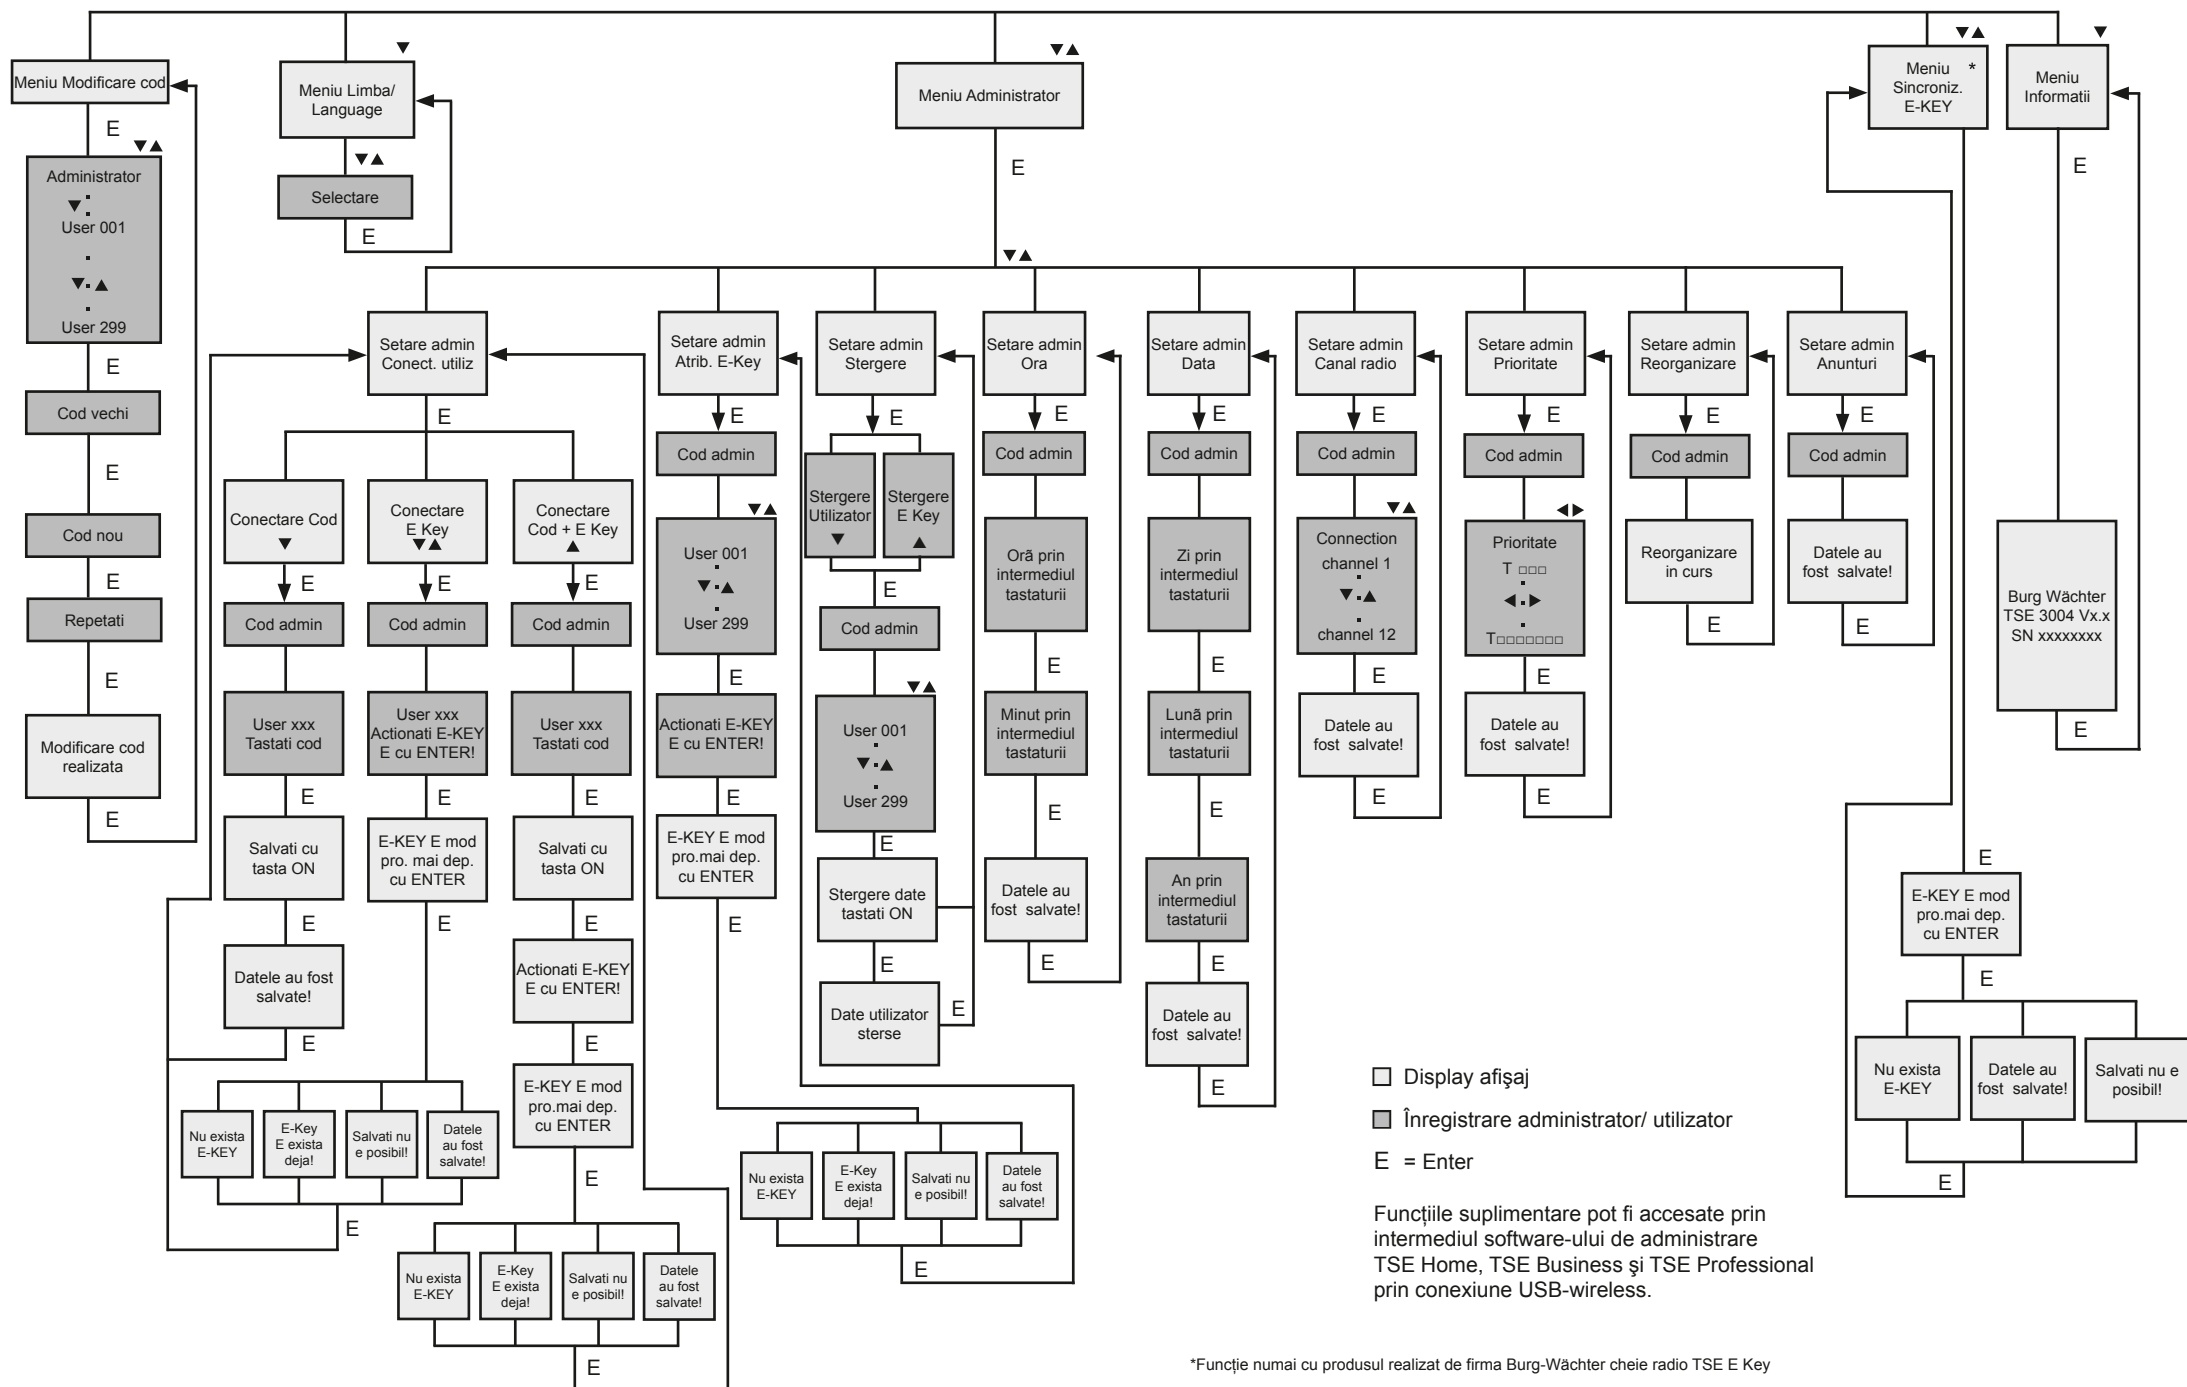 Meniu Modificare cod
E
Administrator
User 001
User 299
E
Cod vechi
E
Cod nou
E
Repetati
E
Modificare cod
realizata
E
Meniu Limba/
Language
Selectare
E
Meniu Administrator
E
Setare admin
Conect. utiliz
E
Conectare Cod
E
Cod admin
E
User xxx
Tastati cod
E
Salvati cu
tasta ON
E
Datele au fost
salvate!
E
Conectare
E Key
E
Cod admin
E
User xxx
Actionati E-KEY
E cu ENTER!
E
E-KEY E mod
pro. mai dep.
cu ENTER
E
Nu exista
E-KEY
E-Key
E exista
deja!
Salvati nu
e posibil!
Datele
au fost
salvate!
E
Conectare
Cod + E Key
E
Cod admin
E
User xxx
Tastati cod
E
Salvati cu
tasta ON
E
Actionati E-KEY
E cu ENTER!
E
E-KEY E mod
pro.mai dep.
cu ENTER
E
Nu exista
E-KEY
E-Key
E exista
deja!
Salvati nu
e posibil!
Datele
au fost
salvate!
E
Setare admin
Atrib. E-Key
E
Cod admin
E
User 001
User 299
E
Actionati E-KEY
E cu ENTER!
E
E-KEY E mod
pro.mai dep.
cu ENTER
E
Nu exista
E-KEY
E-Key
E exista
deja!
Salvati nu
e posibil!
Datele
au fost
salvate!
E
Setare admin
Stergere
E
Stergere
Utilizator
Stergere
E Key
E
Cod admin
E
User 001
User 299
E
Stergere date
tastati ON
E
E
Date utilizator
sterse
E
Setare admin
Ora
E
Cod admin
E
Oră prin
intermediul
tastaturii
E
Minut prin
intermediul
tastaturii
E
Datele au
fost salvate!
E
Setare admin
Data
E
Cod admin
E
Zi prin
intermediul
tastaturii
E
Lună prin
intermediul
tastaturii
E
An prin
intermediul
tastaturii
E
Datele au
fost salvate!
E
Setare admin
Canal radio
E
Cod admin
E
Connection
channel 1
channel 12
E
Datele au
fost salvate!
E
Setare admin
Prioritate
E
Cod admin
E
Prioritate
T □□□
T□□□□□□□
E
Datele au
fost salvate!
E
Setare admin
Reorganizare
E
Cod admin
E
Reorganizare
in curs
E
Setare admin
Anunturi
E
Cod admin
E
Datele au
fost salvate!
E
Meniu *
Sincroniz.
E-KEY
E
E-KEY E mod
pro.mai dep.
cu ENTER
E
Nu exista
E-KEY
Datele au
fost salvate!
Salvati nu e
posibil!
E
Meniu
Informatii
E
Burg Wächter
TSE 3004 Vx.x
SN xxxxxxxx
E
Display afişaj
Înregistrare administrator/ utilizator
E = Enter
Funcțiile suplimentare pot fi accesate prin
intermediul software-ului de administrare
TSE Home, TSE Business şi TSE Professional
prin conexiune USB-wireless.
*Funcție numai cu produsul realizat de firma Burg-Wächter cheie radio TSE E Key